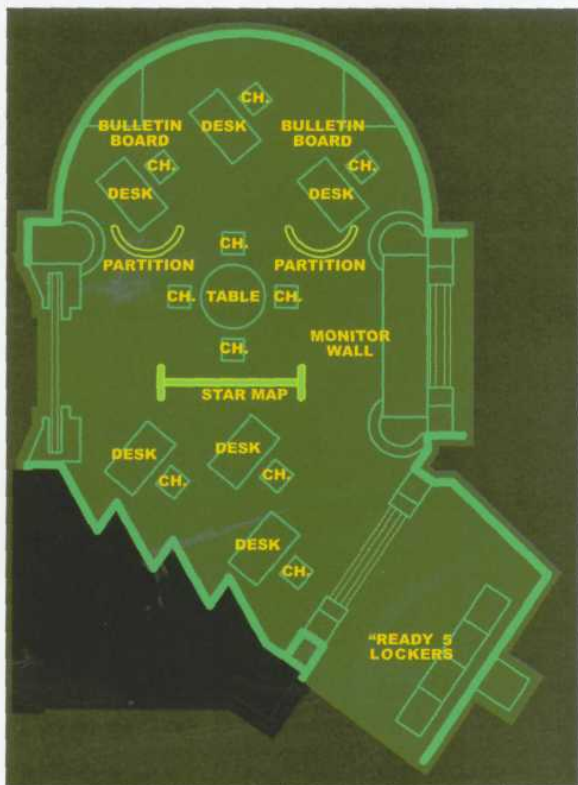 CH.
DESK
BULLETIN
BOARD
BULLETIN
BOARD
CH.
CH.
DESK
DESK
CH.
PARTITION
PARTITION
CH.
TABLE
CH.
MONITOR
WALL
CH.
STAR MAP
DESK
DESK
CH.
CH.
DESK
CH.
"READY 5
LOCKERS